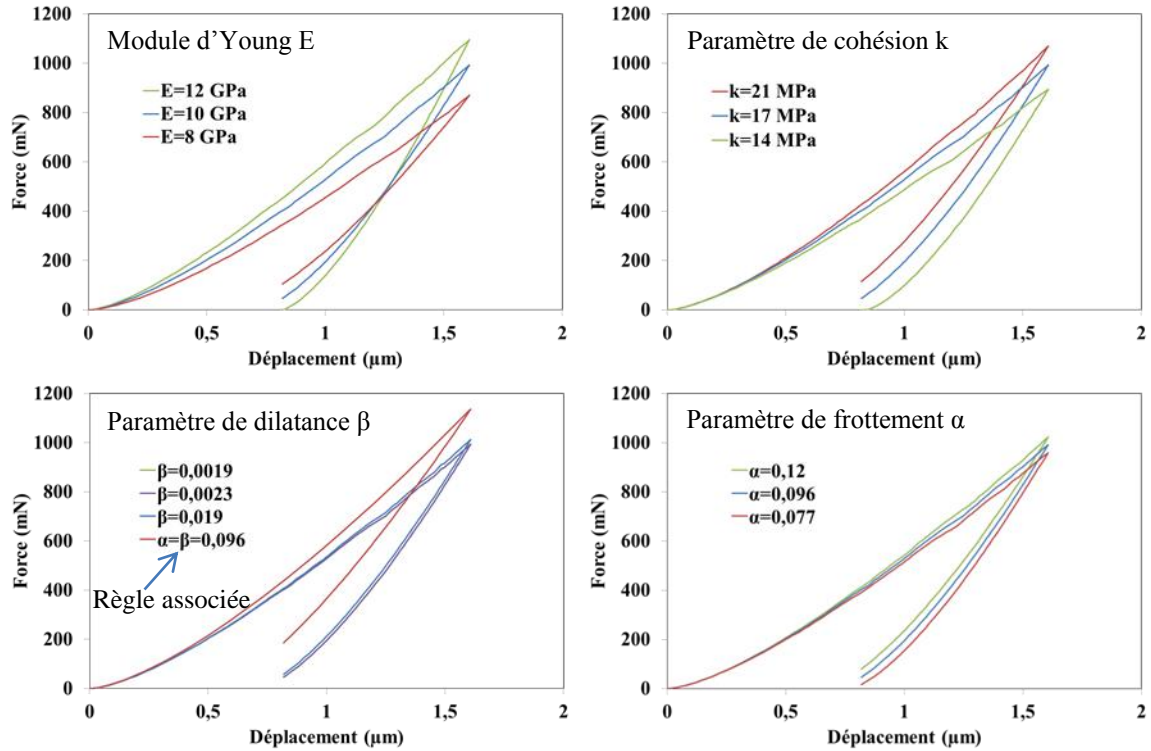 Module d'Young E
E=12 GPa
E=10 GPa
E=8 GPa
Force (mN)
1200
1000
800
600
400
200
0
0 0,5 1 1,5 2
Déplacement (µm)
Paramètre de cohésion k
k=21 MPa
k=17 MPa
k=14 MPa
Force (mN)
1200
1000
800
600
400
200
0
0 0,5 1 1,5 2
Déplacement (µm)
Paramètre de dilatance β
β=0,0019
β=0,0023
β=0,019
α=β=0,096
Règle associée
Force (mN)
1200
1000
800
600
400
200
0
0 0,5 1 1,5 2
Déplacement (µm)
Paramètre de frottement α
α=0,12
α=0,096
α=0,077
Force (mN)
1200
1000
800
600
400
200
0
0 0,5 1 1,5 2
Déplacement (µm)